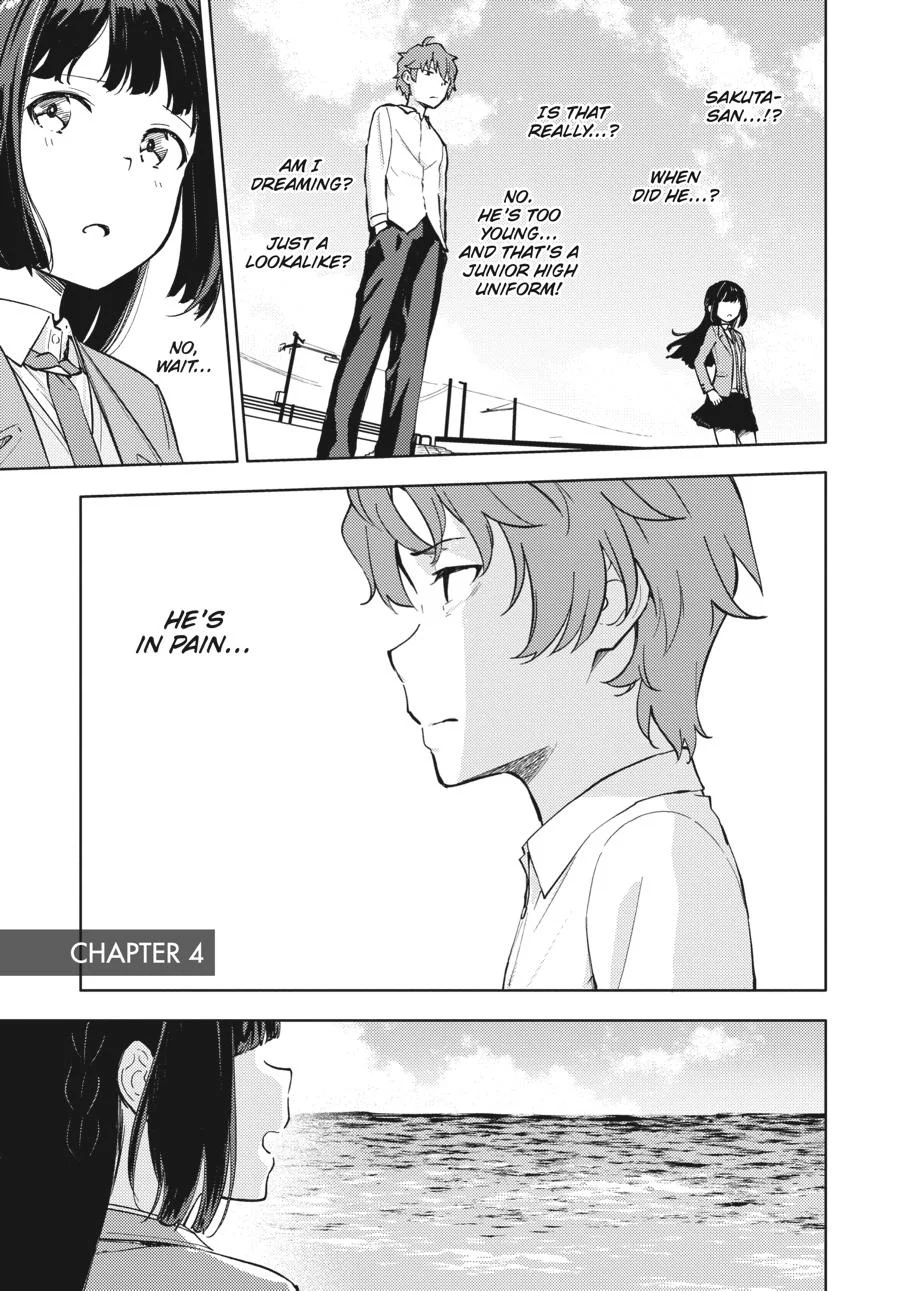 SAKUTA-
SAN...!?
WHEN
DID HE...?
IS THAT
REALLY...?
NO.
HE'S TOO
YOUNG...
AND THAT'S A
JUNIOR HIGH
UNIFORM!
AM I
DREAMING?
JUST A
LOOKALIKE?
NO,
WAIT...
HE'S
IN PAIN...
CHAPTER 4